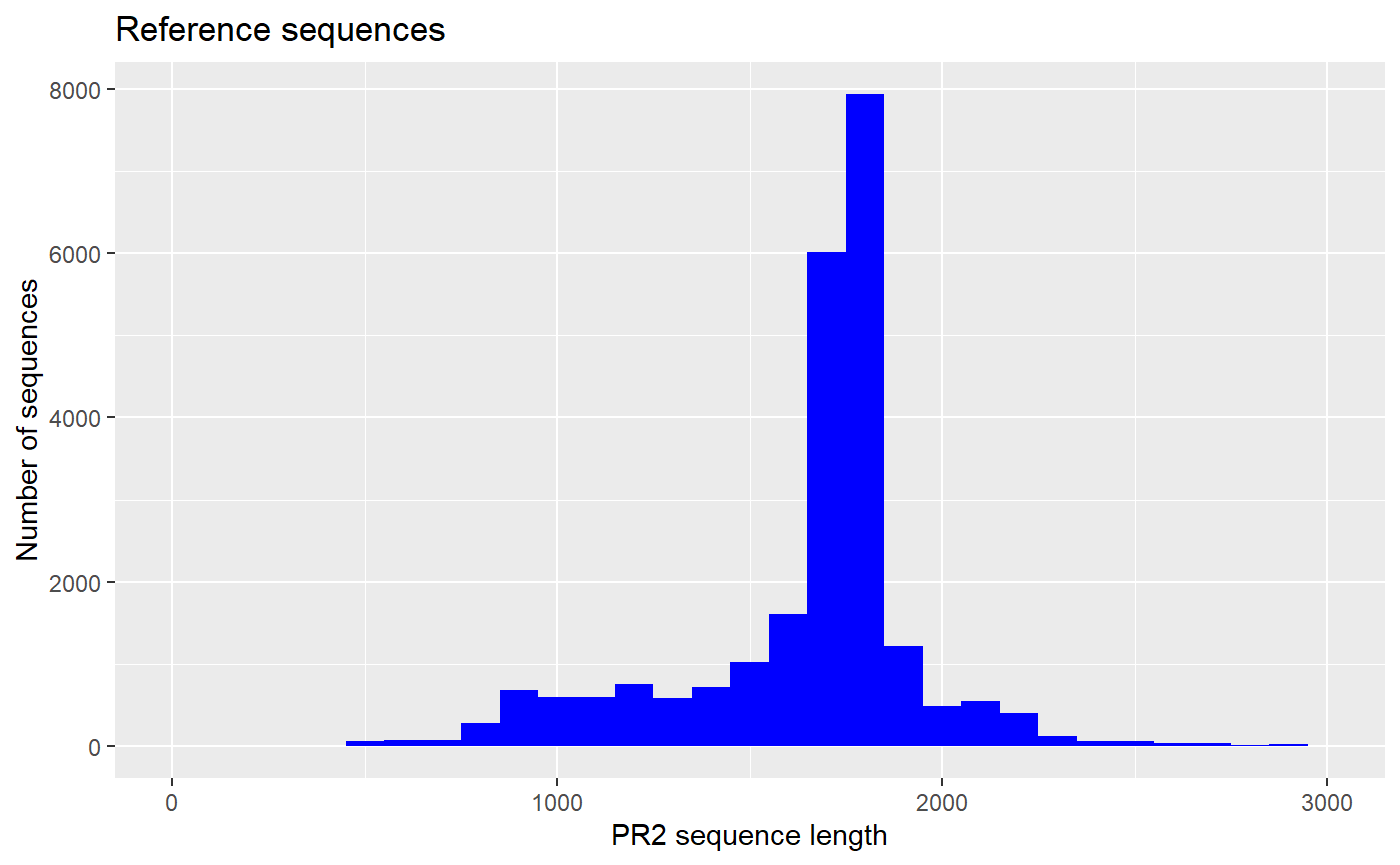 Reference sequences
8000
6000
4000
2000
0
Number of sequences
0 1000 2000 3000
PR2 sequence length